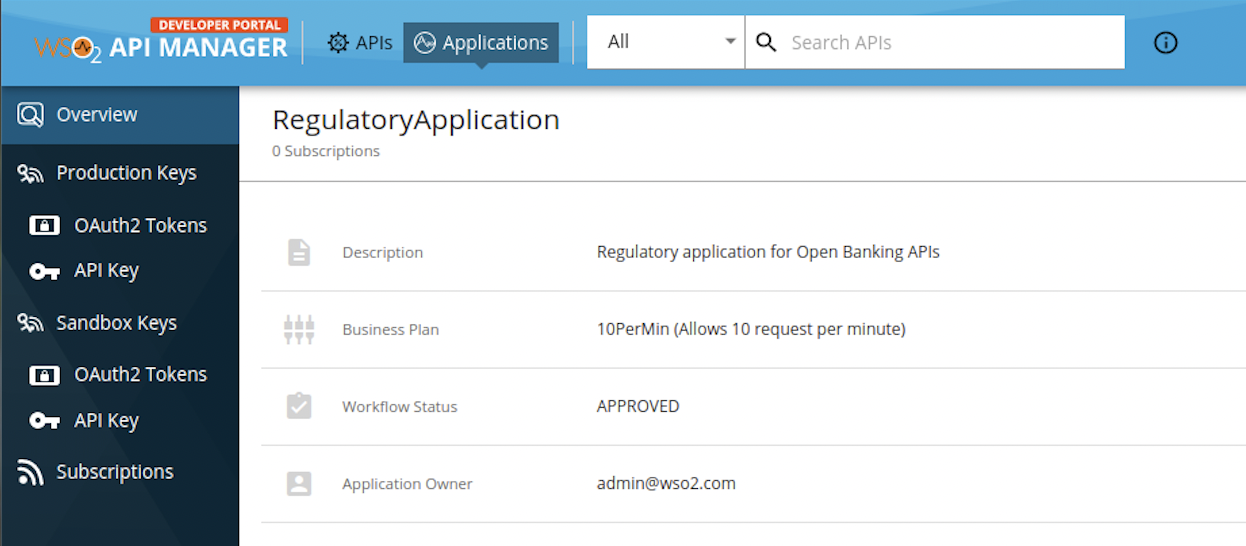 DEVELOPER PORTAL
WSO2 API MANAGER
APIs
Applications
All
Search APIs
Overview
Production Keys
OAuth2 Tokens
API Key
Sandbox Keys
OAuth2 Tokens
API Key
Subscriptions
RegulatoryApplication
0 Subscriptions
Description Regulatory application for Open Banking APIs
Business Plan 10PerMin (Allows 10 request per minute)
Workflow Status APPROVED
Application Owner admin@wso2.com